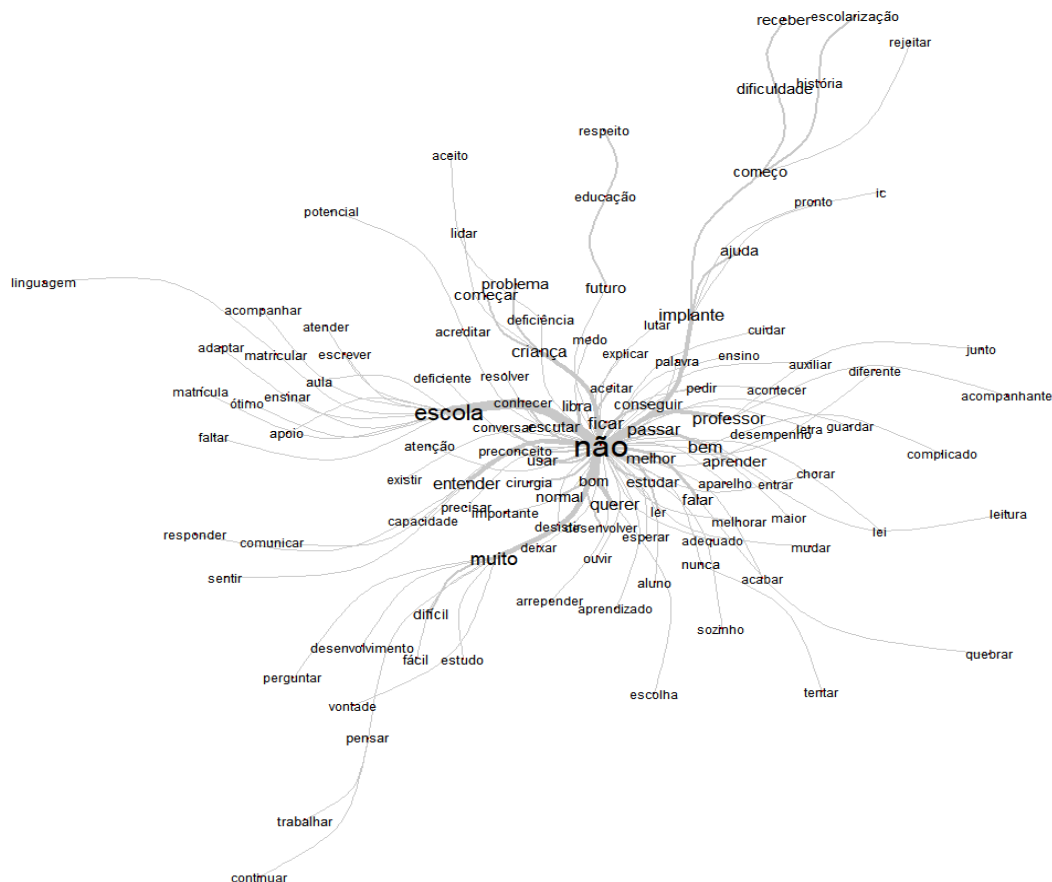 receber
escolarização
rejeitar
dificuldade
história
respeito
aceito
começo
educação
pronto
ic
potencial
lidar
ajuda
linguagem
problema
futuro
começar
acompanhar
deficiência
implante
atender
acreditar
medo
lutar
cuidar
adaptar
matricular
escrever
criança
explicar
palavra
ensino
junto
resolver
auxiliar
diferente
aula
deficiente
aceitar
pedir
acontecer
matrícula
ótimo
ensinar
conhecer
libra
conseguir
acompanhante
escola
ficar
professor
faltar
apoio
conversar
escutar
passar
desempenho
letra
guardar
atenção
preconceito
não
bem
complicado
usar
melhor
aprender
existir
entender
cirurgia
bom
estudar
aparelho
entrar
chorar
normal
querer
falar
precisar
importante
ler
capacidade
desistir
desenvolver
melhorar
maior
lei
leitura
responder
comunicar
deixar
esperar
adequado
mudar
muito
ouvir
nunca
sentir
aluno
acabar
arrepender
aprendizado
difícil
sozinho
desenvolvimento
fácil
estudo
quebrar
perguntar
escolha
tentar
vontade
pensar
trabalhar
continuar